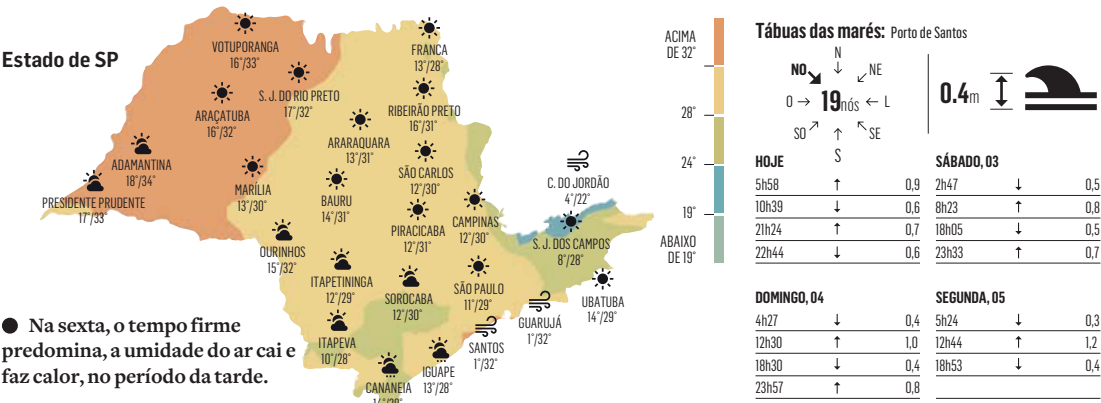 Estado de SP
VOTUPORANGA
16°/33°
FRANCA
13°/28°
S. J. DO RIO PRETO
17°/32°
ARAÇATUBA
16°/32°
RIBEIRÃO PRETO
16°/31°
ARARAQUARA
13°/31°
ADAMANTINA
18°/34°
SÃO CARLOS
12°/30°
PRESIDENTE PRUDENTE
17°/33°
MARÍLIA
13°/30°
BAURU
14°/31°
C. DO JORDÃO
4°/22°
PIRACICABA
12°/31°
CAMPINAS
12°/30°
S. J. DOS CAMPOS
8°/28°
OURINHOS
15°/32°
ITAPETININGA
12°/29°
SOROCABA
12°/30°
SÃO PAULO
11°/29°
UBATUBA
14°/29°
GUARUJÁ
1°/32°
ITAPEVA
10°/28°
SANTOS
1°/32°
IGUAPE
13°/28°
CANANEIA
● Na sexta, o tempo firme
predomina, a umidade do ar cai e
faz calor, no período da tarde.
ACIMA
DE 32°
28°
24°
19°
ABAIXO
DE 19°
Tábuas das marés: Porto de Santos
N
NO ↘ ↓ ↙ NE
O → 19nós ← L
SO ↗ ↑ ↖ SE
S
0.4m
HOJE
5h58 ↑ 0,9
10h39 ↓ 0,6
21h24 ↑ 0,7
22h44 ↓ 0,6
SÁBADO, 03
2h47 ↓ 0,5
8h23 ↑ 0,8
18h05 ↓ 0,5
23h33 ↑ 0,7
DOMINGO, 04
4h27 ↓ 0,4
12h30 ↑ 1,0
18h30 ↓ 0,4
23h57 ↑ 0,8
SEGUNDA, 05
5h24 ↓ 0,3
12h44 ↑ 1,2
18h53 ↓ 0,4